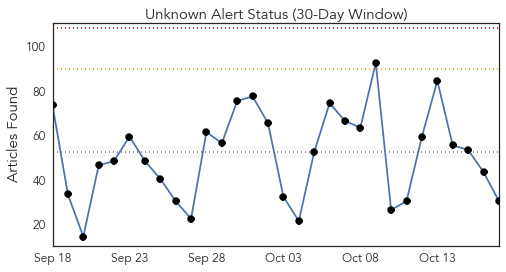 Unknown Alert Status (30-Day Window)
Articles Found
100
80
60
40
20
Sep 18 Sep 23 Sep 28 Oct 03 Oct 08 Oct 13